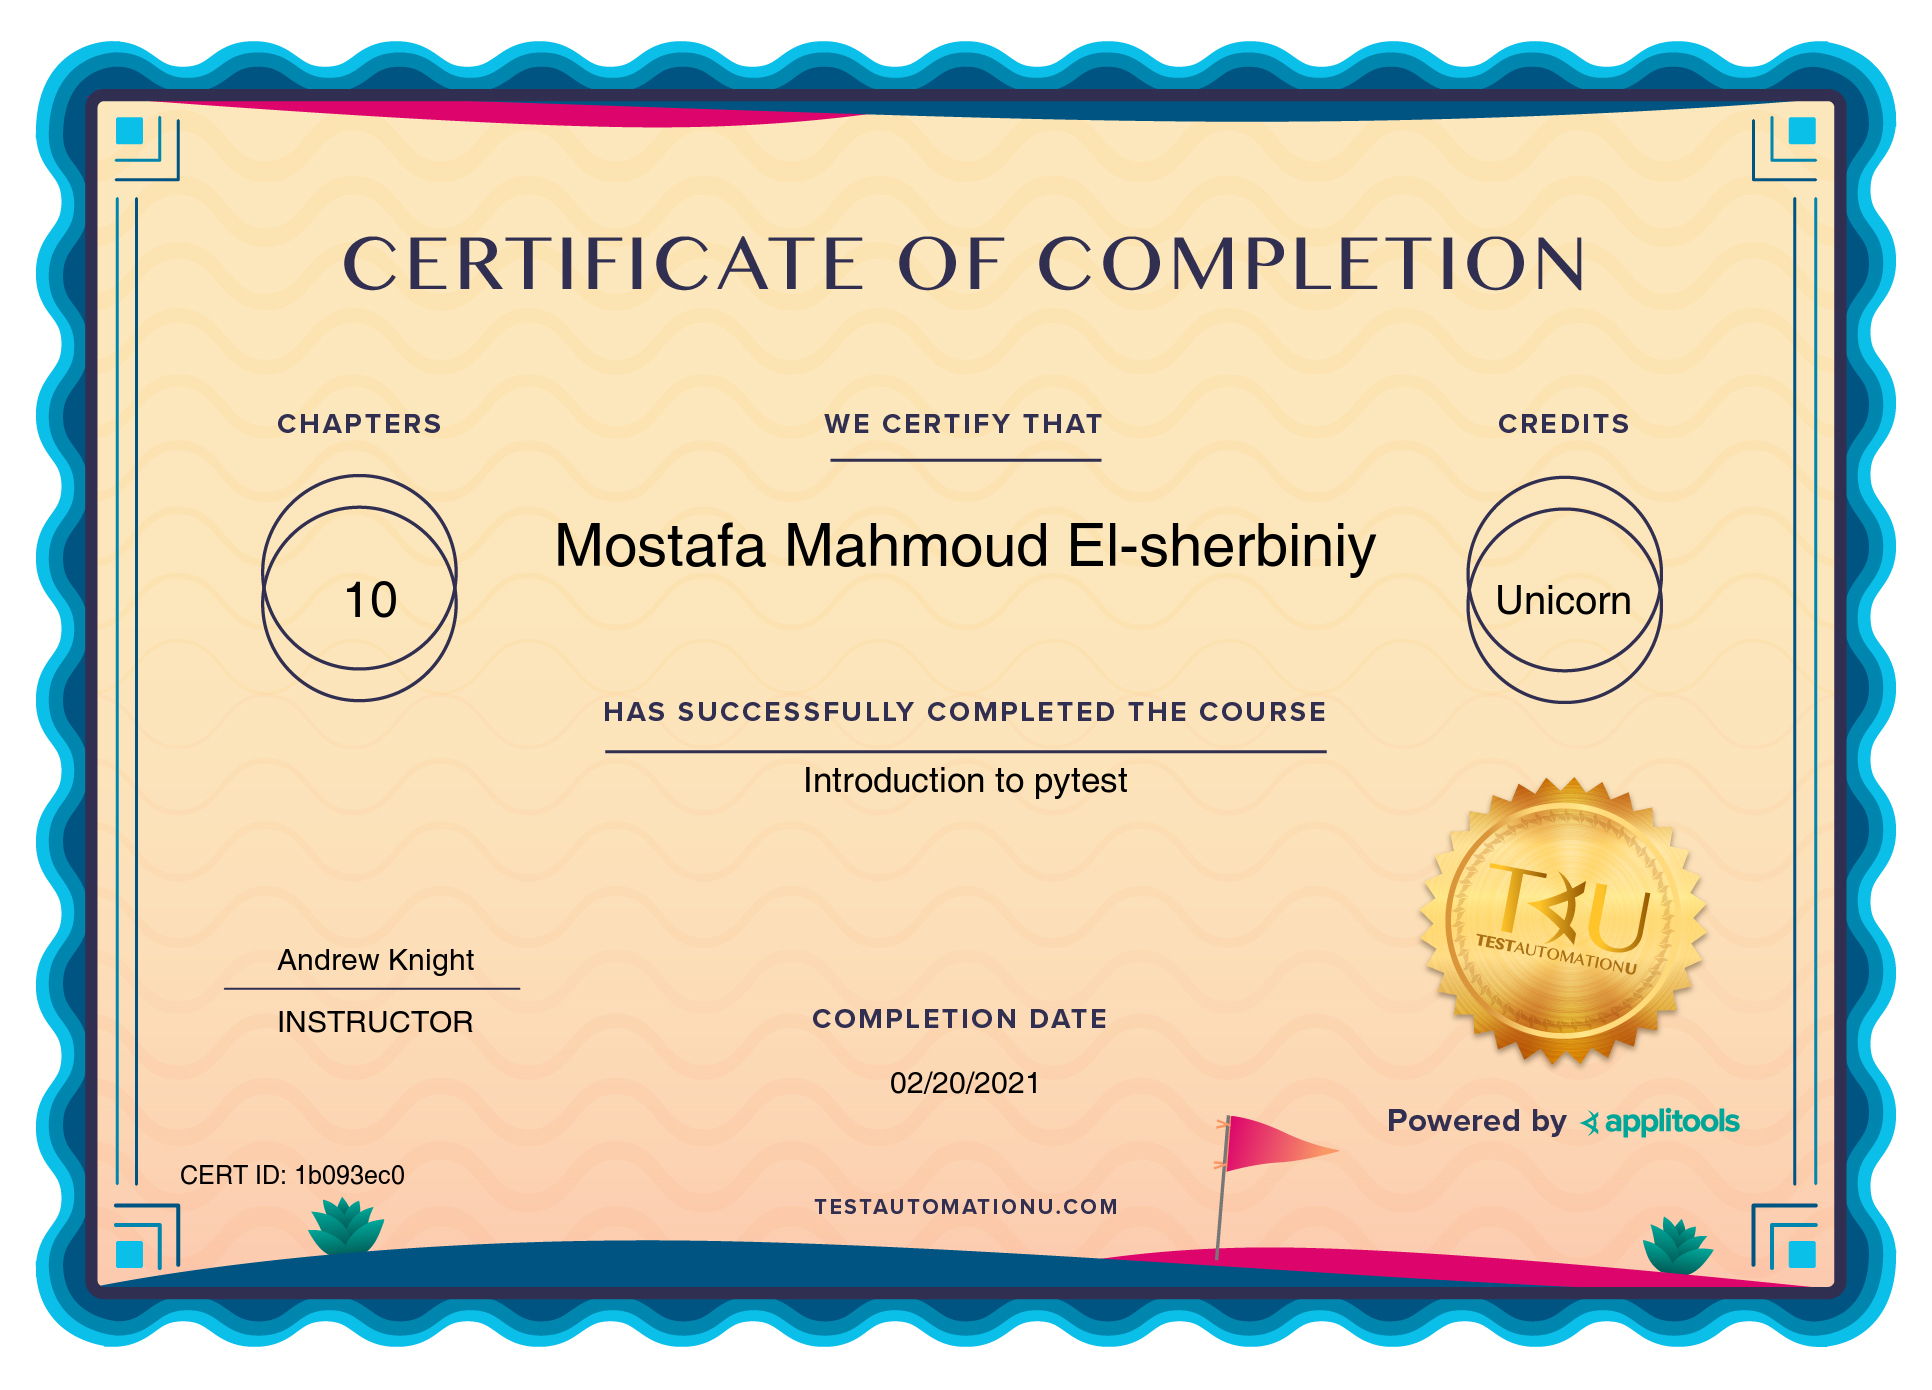 CERTIFICATE OF COMPLETION
CHAPTERS
10
WE CERTIFY THAT
Mostafa Mahmoud El-sherbiniy
CREDITS
Unicorn
HAS SUCCESSFULLY COMPLETED THE COURSE
Introduction to pytest
Andrew Knight
INSTRUCTOR
COMPLETION DATE
02/20/2021
TAU
TESTAUTOMATIONU
Powered by applitools
CERT ID: 1b093ec0
TESTAUTOMATIONU.COM